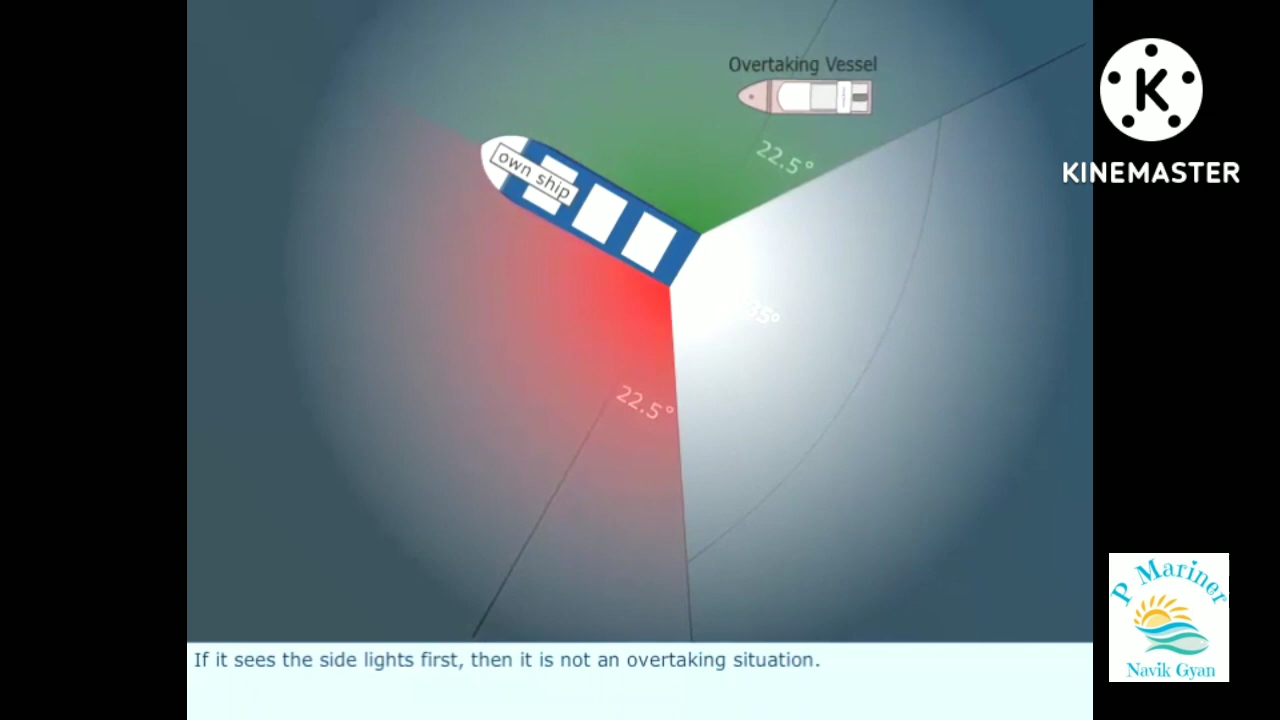 Overtaking Vessel
22.5°
own ship
22.5°
If it sees the side lights first, then it is not an overtaking situation.
K
KINEMASTER
P Mariner
Navik Gyan